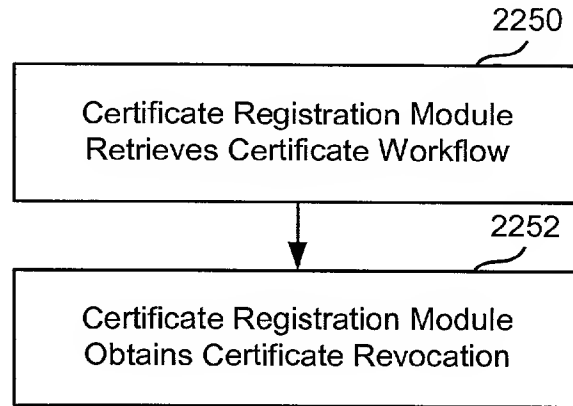 2250
Certificate Registration Module
Retrieves Certificate Workflow
2252
Certificate Registration Module
Obtains Certificate Revocation